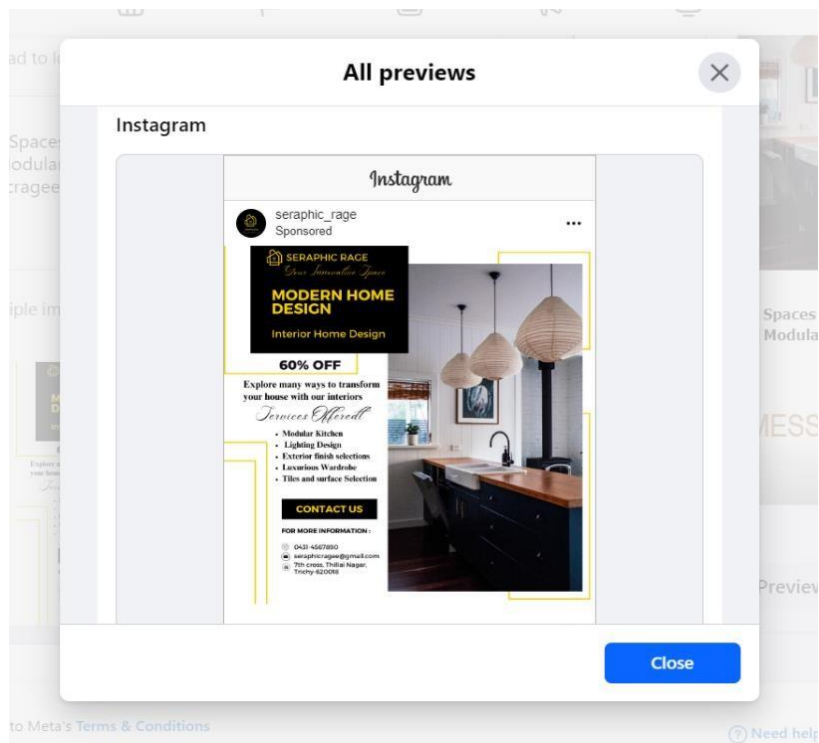 All previews
Instagram
Instagram
seraphic_rage
Sponsored
SERAPHIC RAGE
MODERN HOME
DESIGN
Interior Home Design
60% OFF
Explore many ways to transform
your house with our interiors
Services Offered
• Modular Kitchen
• Lighting Design
• Exterior finish selections
• Luxurious Wardrobe
• Tiles and surface Selection
CONTACT US
FOR MORE INFORMATION :
0431-4567890
seraphicragee@gmail.com
7th cross, Thillai Nagar,
Trichy-620018
Close
Spaces
Modula
MESS
Preview
to Meta's Terms & Conditions
Need help